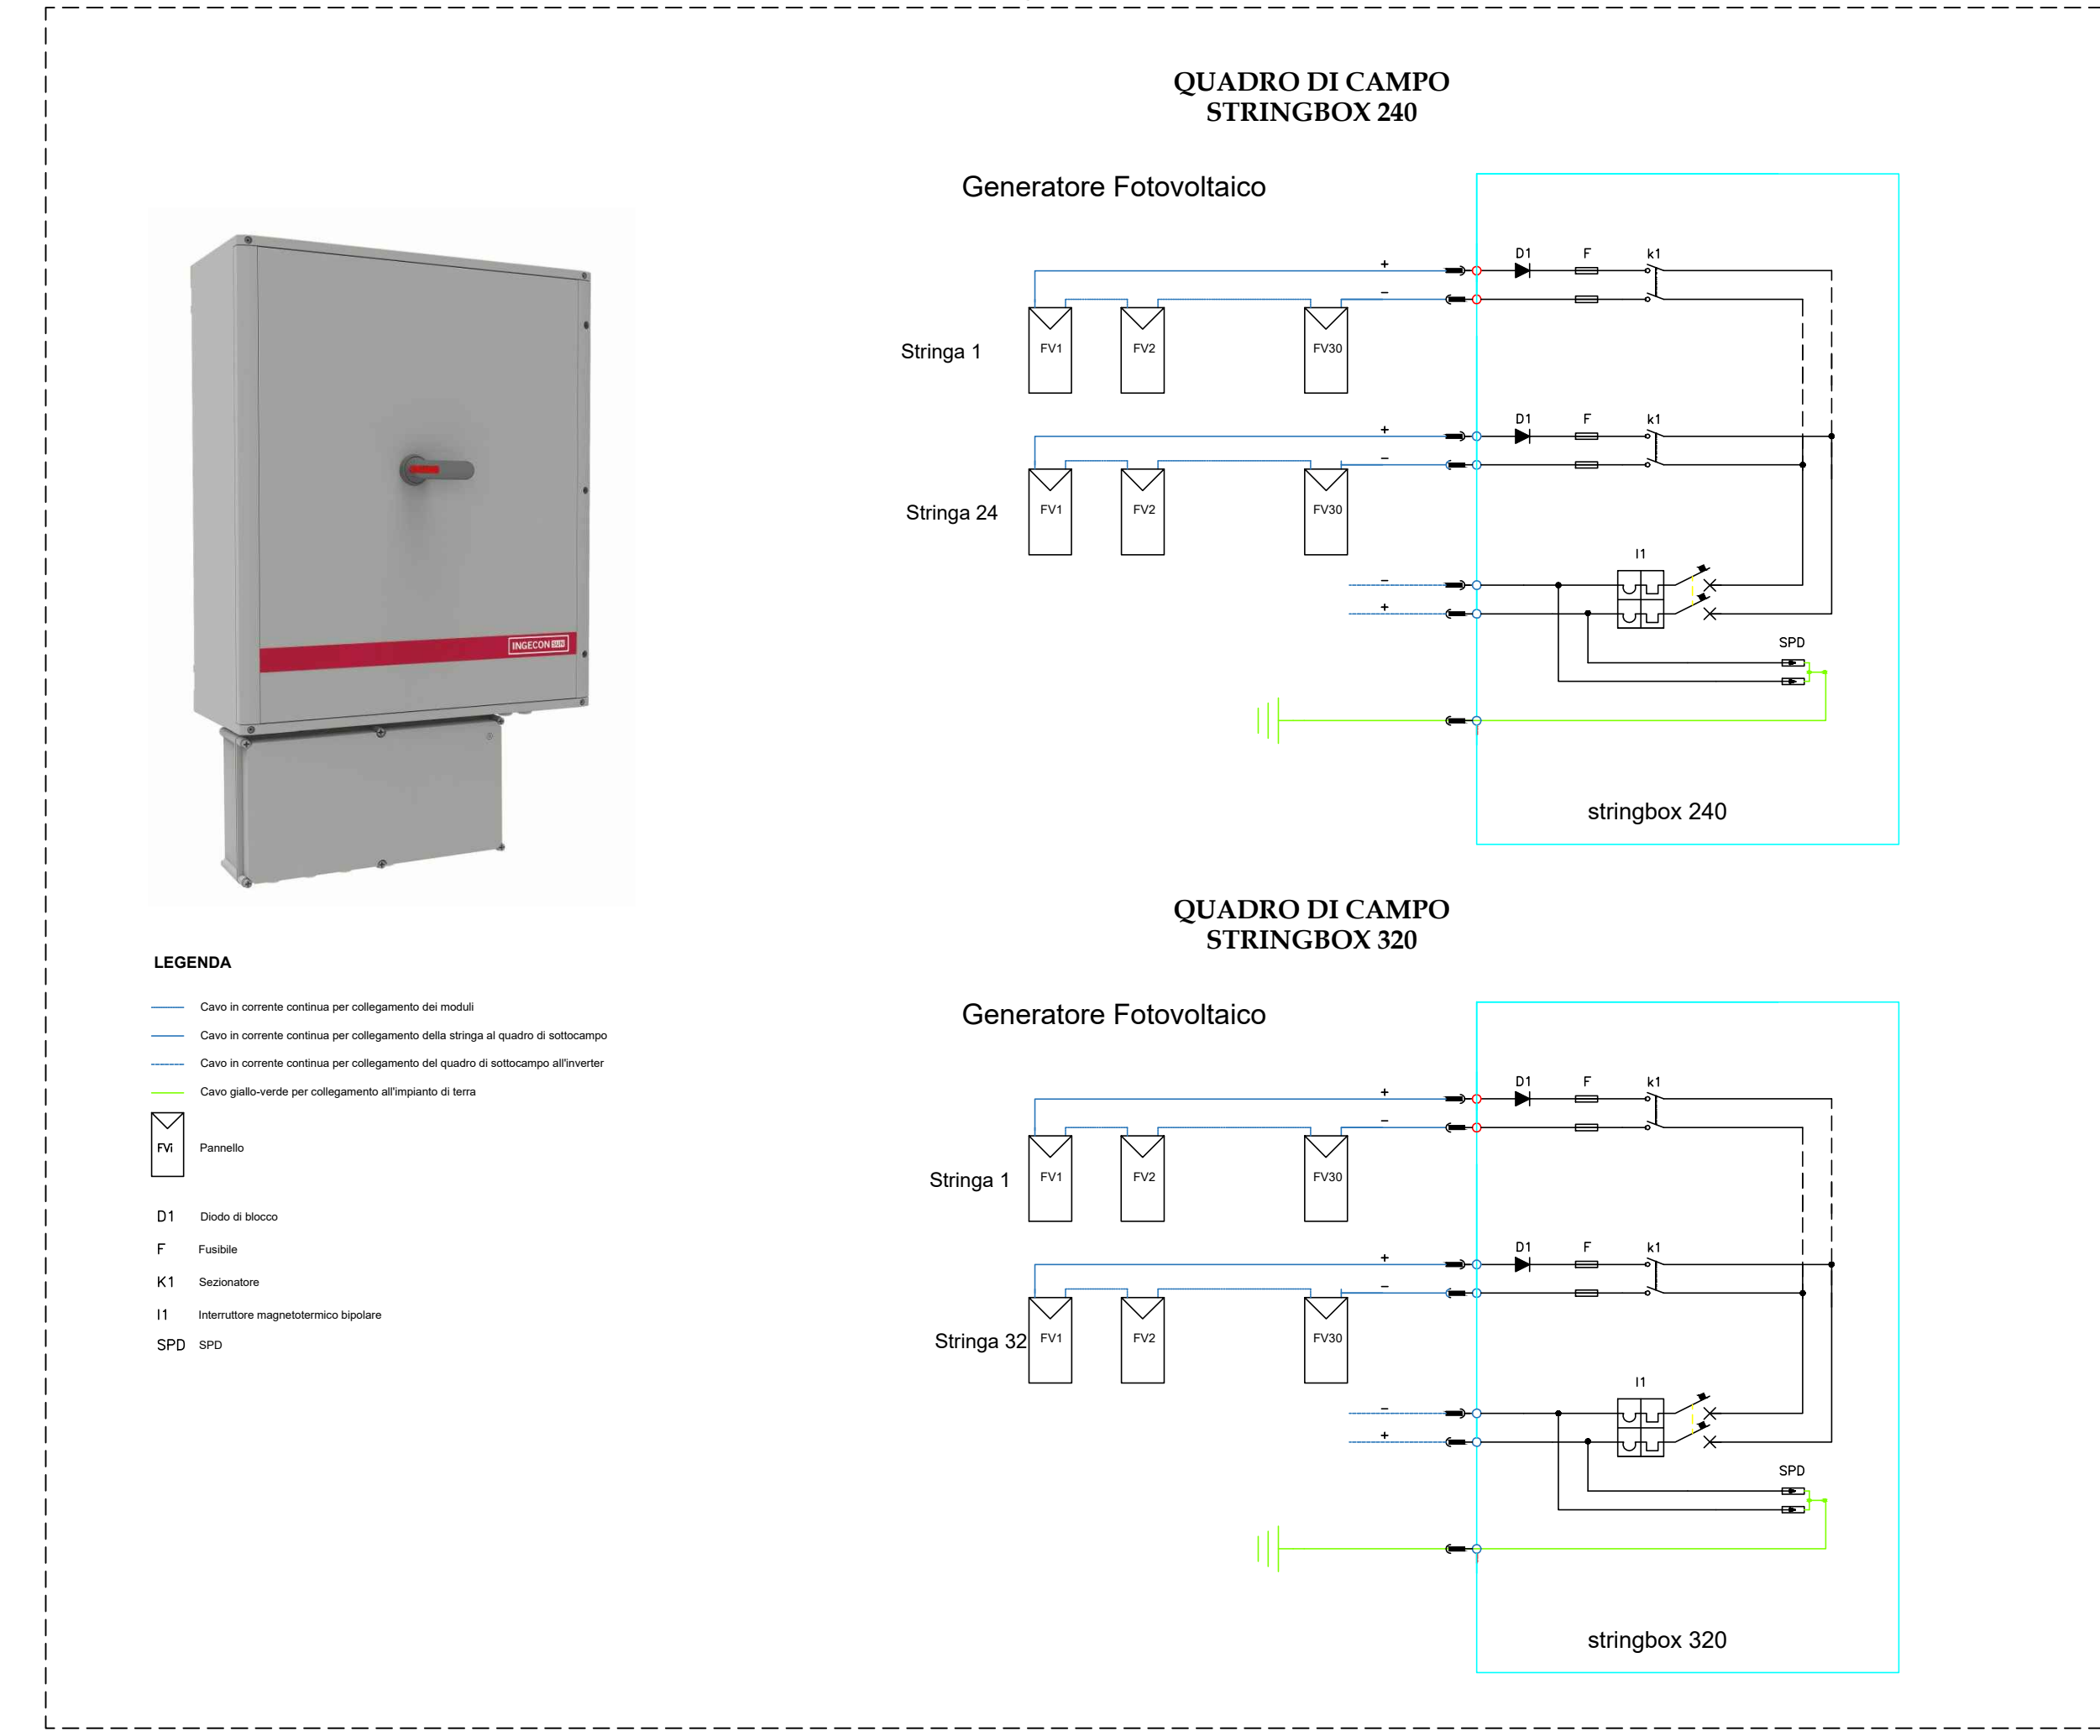 QUADRO DI CAMPO
STRINGBOX 240
Generatore Fotovoltaico
+
D1
F
k1
−
Stringa 1
FV1
FV2
FV30
+
D1
F
k1
−
Stringa 24
FV1
FV2
FV30
I1
−
+
SPD
stringbox 240
INGECON SUN
QUADRO DI CAMPO
STRINGBOX 320
Generatore Fotovoltaico
+
D1
F
k1
−
Stringa 1
FV1
FV2
FV30
+
D1
F
k1
−
Stringa 32
FV1
FV2
FV30
I1
−
+
SPD
stringbox 320
LEGENDA
Cavo in corrente continua per collegamento dei moduli
Cavo in corrente continua per collegamento della stringa al quadro di sottocampo
Cavo in corrente continua per collegamento del quadro di sottocampo all'inverter
Cavo giallo-verde per collegamento all'impianto di terra
FVi Pannello
D1 Diodo di blocco
F Fusibile
K1 Sezionatore
I1 Interruttore magnetotermico bipolare
SPD SPD